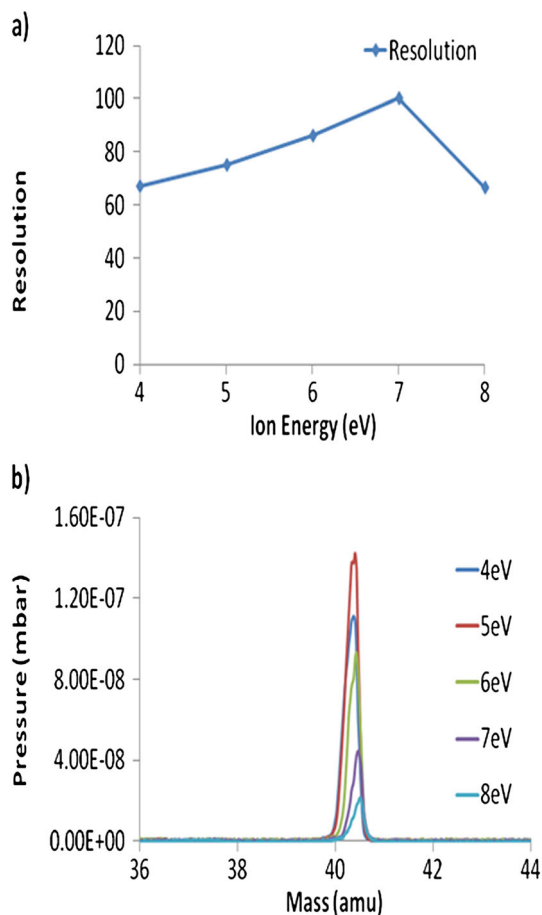 a)
120
100
80
60
40
20
0
Resolution
Resolution
4 5 6 7 8
Ion Energy (eV)
b)
1.60E-07
1.20E-07
8.00E-08
4.00E-08
0.00E+00
Pressure (mbar)
4eV
5eV
6eV
7eV
8eV
36 38 40 42 44
Mass (amu)